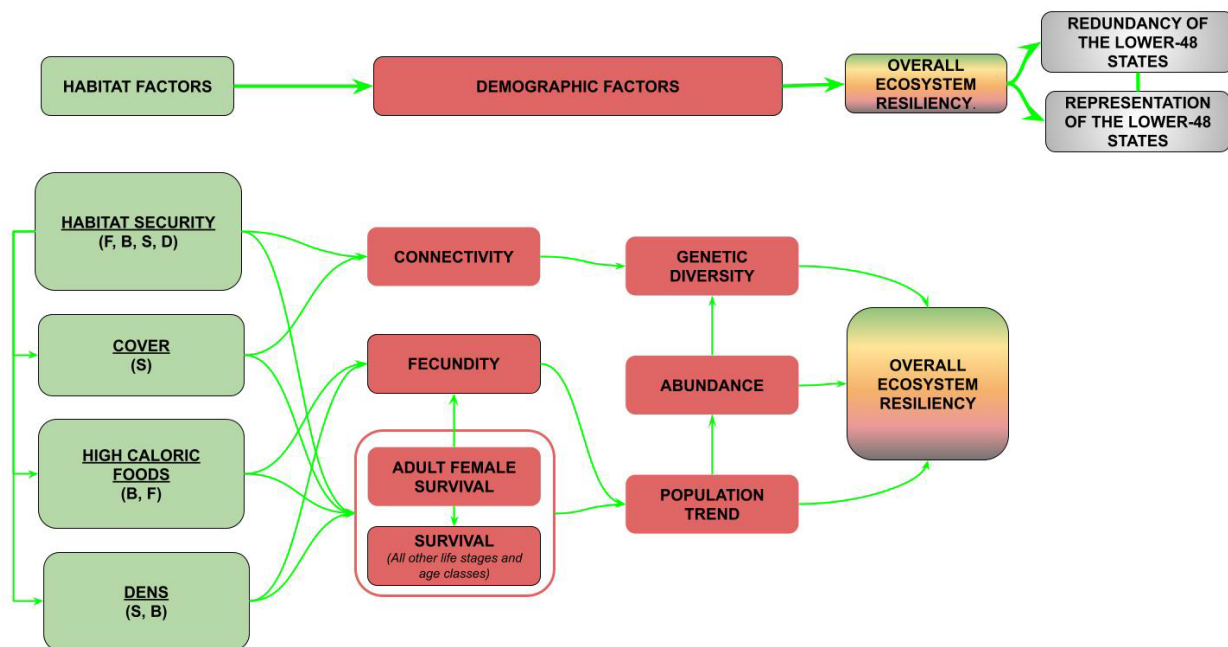 HABITAT FACTORS
DEMOGRAPHIC FACTORS
OVERALL
ECOSYSTEM
RESILIENCY.
REDUNDANCY OF
THE LOWER-48
STATES
REPRESENTATION
OF THE LOWER-48
STATES
HABITAT SECURITY
(F, B, S, D)
COVER
(S)
HIGH CALORIC
FOODS
(B, F)
DENS
(S, B)
CONNECTIVITY
FECUNDITY
ADULT FEMALE
SURVIVAL
SURVIVAL
(All other life stages and
age classes)
GENETIC
DIVERSITY
ABUNDANCE
POPULATION
TREND
OVERALL
ECOSYSTEM
RESILIENCY